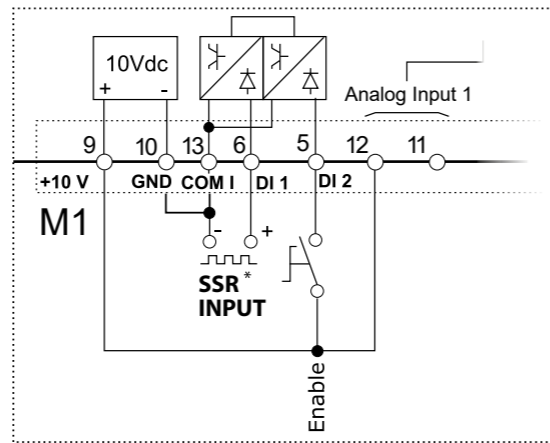 10Vdc
+ -
Analog Input 1
9 10 13 6 5 12 11
+10 V GND COM I DI 1 DI 2
M1
- +
SSR *
INPUT
Enable